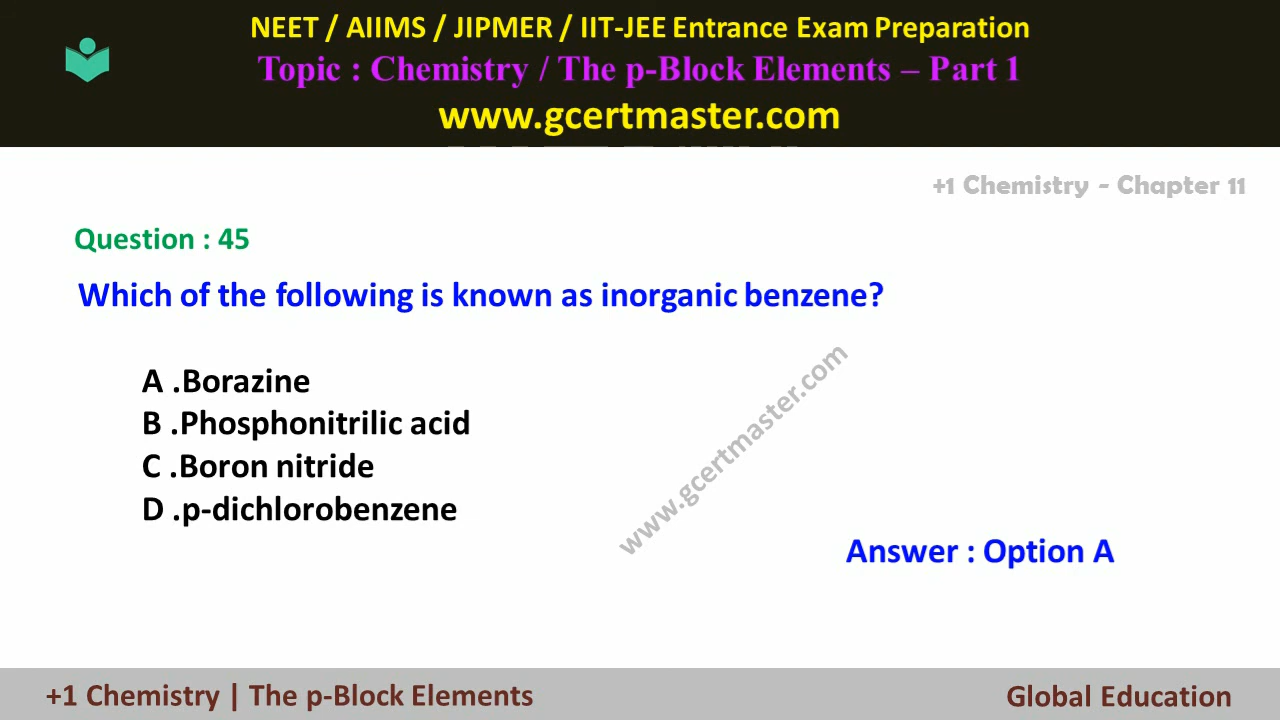 NEET / AIIMS / JIPMER / IIT-JEE Entrance Exam Preparation
Topic : Chemistry / The p-Block Elements – Part 1
www.gcertmaster.com
+1 Chemistry - Chapter 11
Question : 45
Which of the following is known as inorganic benzene?
A .Borazine
B .Phosphonitrilic acid
C .Boron nitride
D .p-dichlorobenzene
www.gcertmaster.com
Answer : Option A
+1 Chemistry | The p-Block Elements
Global Education